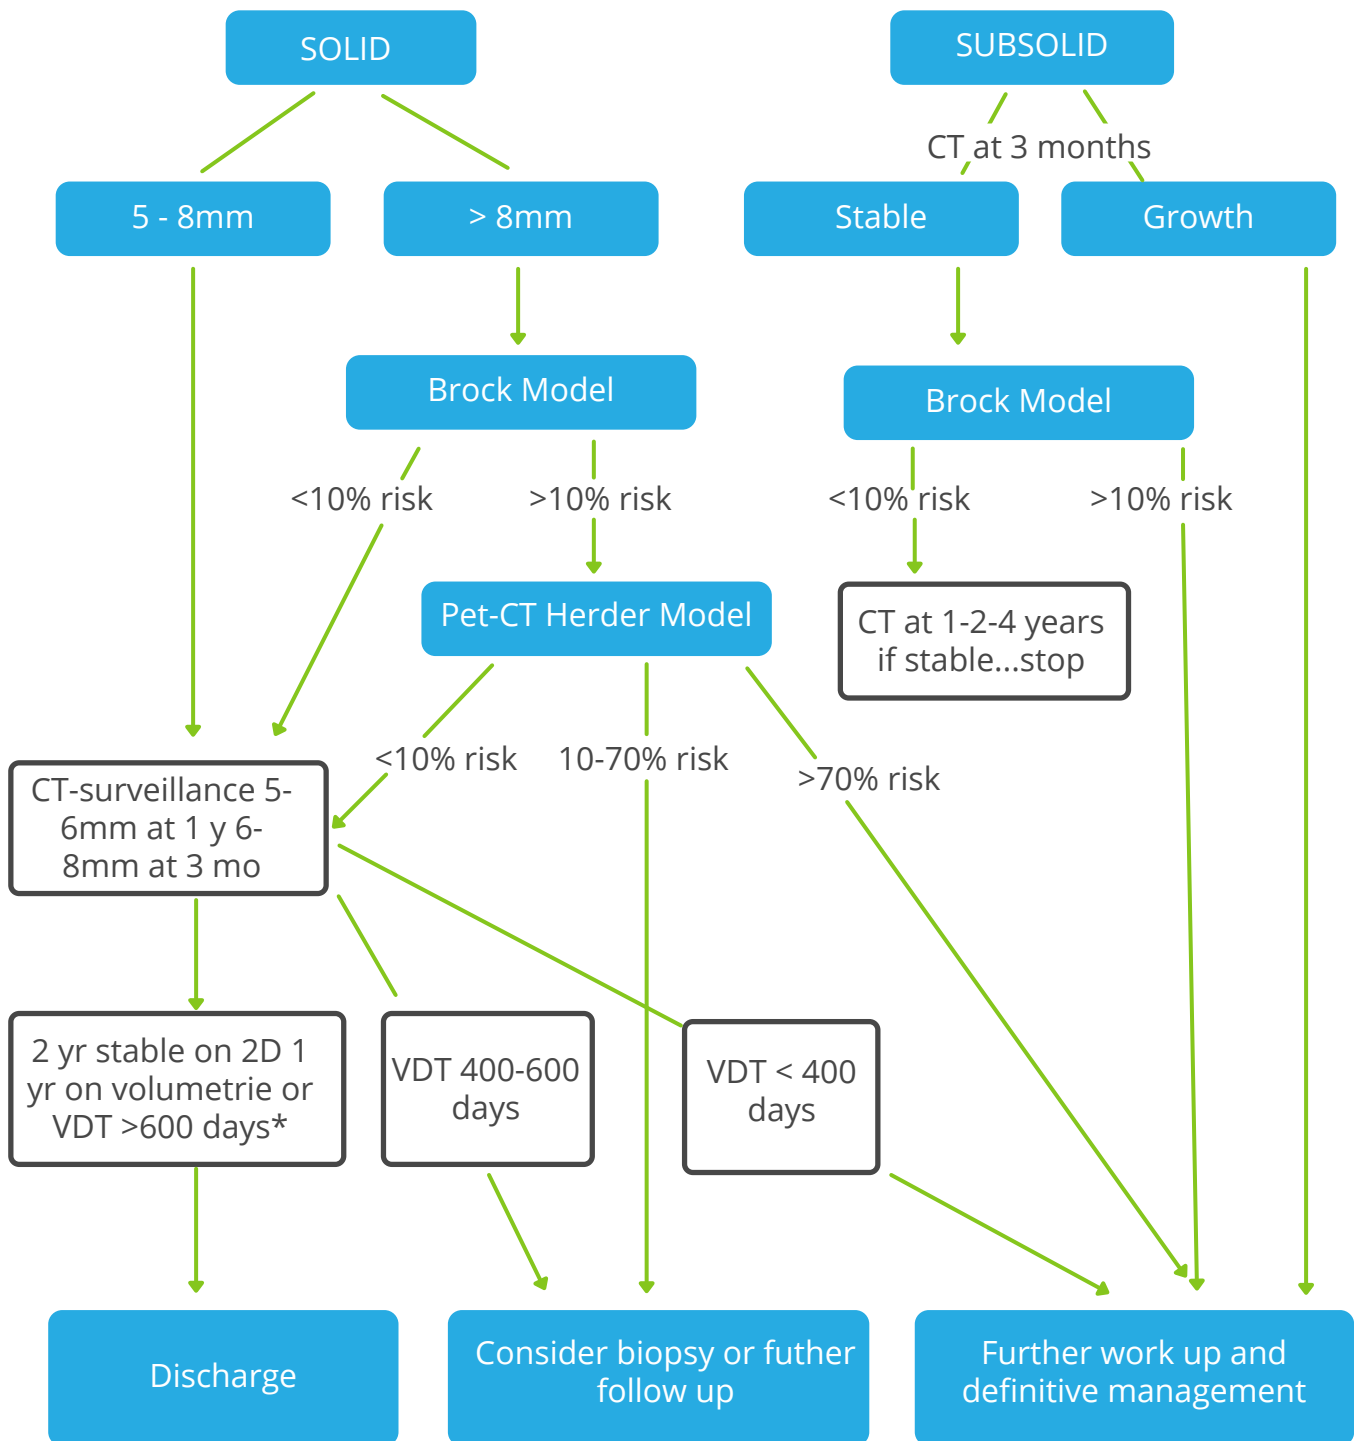 SOLID
SUBSOLID
CT at 3 months
5 - 8mm
> 8mm
Stable
Growth
Brock Model
Brock Model
<10% risk
>10% risk
<10% risk
>10% risk
Pet-CT Herder Model
CT at 1-2-4 years
if stable...stop
<10% risk
10-70% risk
>70% risk
CT-surveillance 5-
6mm at 1 y 6-
8mm at 3 mo
2 yr stable on 2D 1
yr on volumetrie or
VDT >600 days*
VDT 400-600
days
VDT < 400
days
Discharge
Consider biopsy or futher
follow up
Further work up and
definitive management